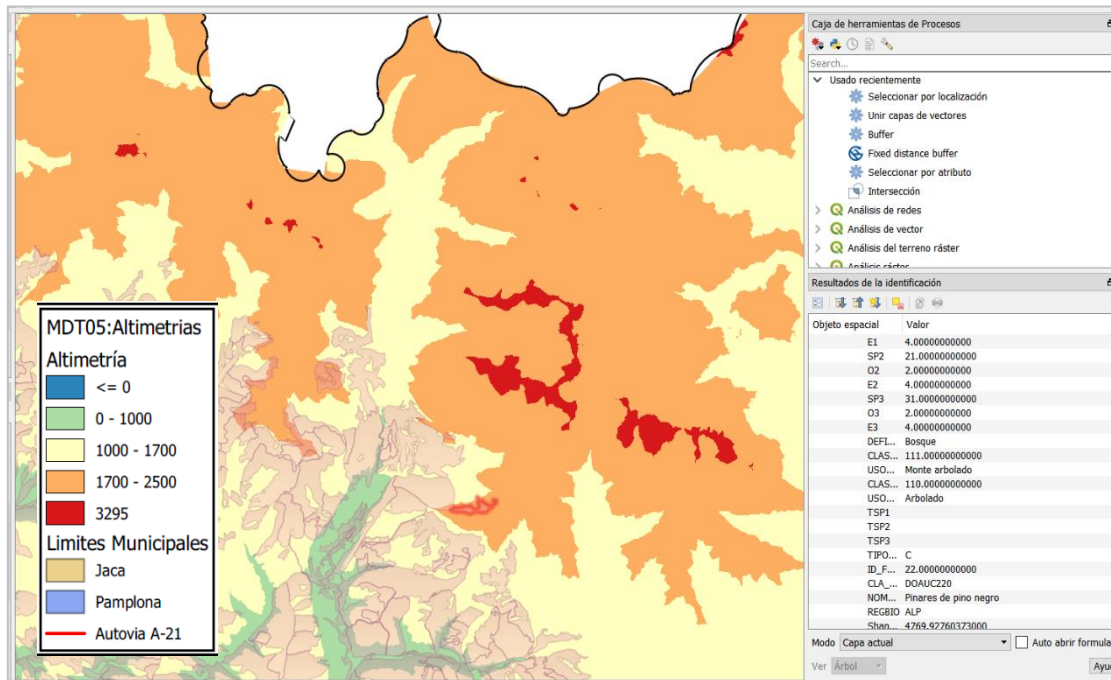 MDT05:Altimetrias
Altimetría
<= 0
0 - 1000
1000 - 1700
1700 - 2500
3295
Limites Municipales
Jaca
Pamplona
Autovia A-21
Caja de herramientas de Procesos
Search...
Usado recientemente
Seleccionar por localización
Unir capas de vectores
Buffer
Fixed distance buffer
Seleccionar por atributo
Intersección
Análisis de redes
Análisis de vector
Análisis del terreno ráster
Análisis ráster
Resultados de la identificación
Objeto espacial Valor
E1 4.00000000000
SP2 21.00000000000
O2 2.00000000000
E2 4.00000000000
SP3 31.00000000000
O3 2.00000000000
E3 4.00000000000
DEFI... Bosque
CLAS... 111.00000000000
USO... Monte arbolado
CLAS... 110.00000000000
USO... Arbolado
TSP1
TSP2
TSP3
TIPO... C
ID_F... 22.00000000000
CLA_... DOAUC220
NOM... Pinares de pino negro
REGBIO ALP
Shan... 4769.92760373000
Modo Capa actual Auto abrir formula
Ver Árbol Ayu